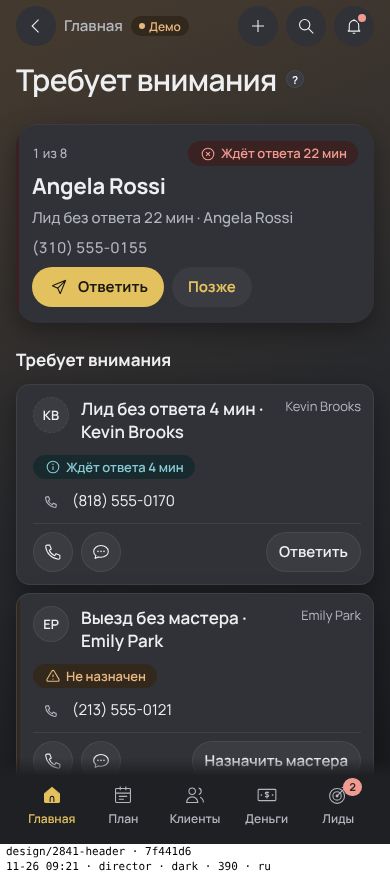 Главная
Демо
Требует внимания
?
1 из 8
Ждёт ответа 22 мин
Angela Rossi
Лид без ответа 22 мин · Angela Rossi
(310) 555-0155
Ответить
Позже
Требует внимания
КВ
Лид без ответа 4 мин ·
Kevin Brooks
Kevin Brooks
Ждёт ответа 4 мин
(818) 555-0170
Ответить
EP
Выезд без мастера ·
Emily Park
Emily Park
Не назначен
(213) 555-0121
Назначить мастера
2
Главная
План
Клиенты
Деньги
Лиды
design/2841-header · 7f441d6
11-26 09:21 · director · dark · 390 · ru